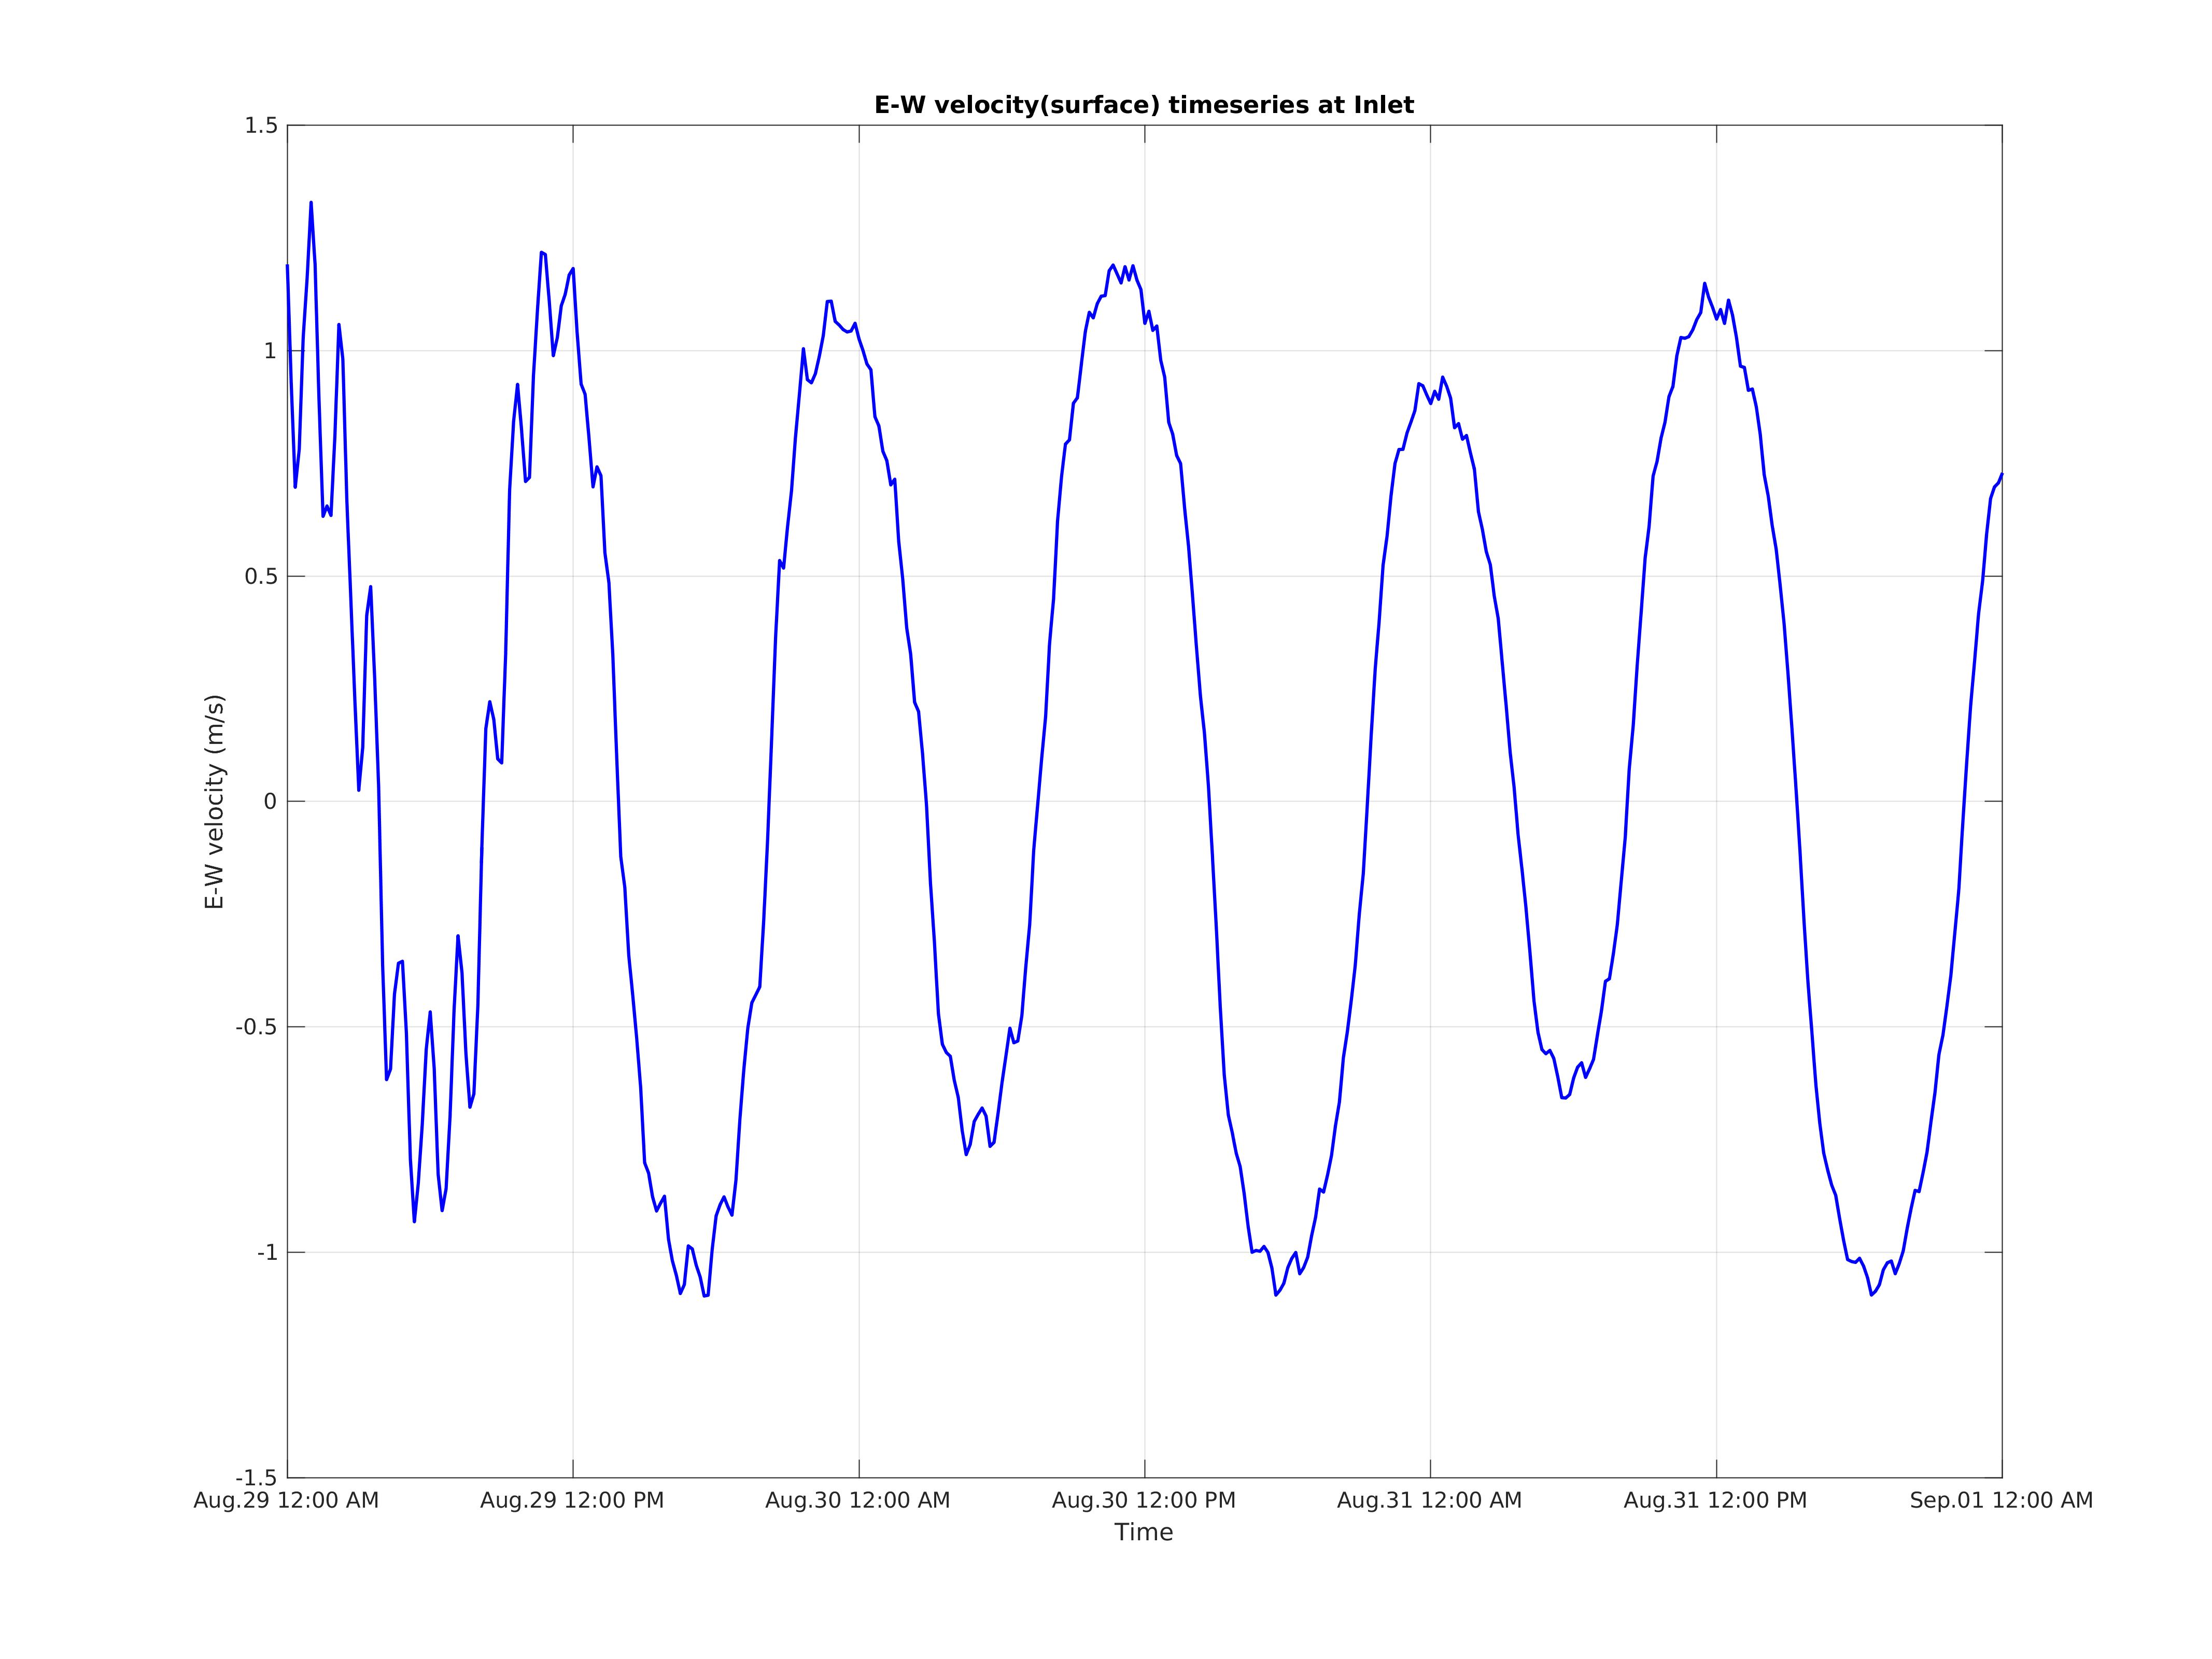 E-W velocity(surface) timeseries at Inlet
1.5
1
0.5
0
-0.5
-1
-1.5
E-W velocity (m/s)
Aug.29 12:00 AM Aug.29 12:00 PM Aug.30 12:00 AM Aug.30 12:00 PM Aug.31 12:00 AM Aug.31 12:00 PM Sep.01 12:00 AM
Time